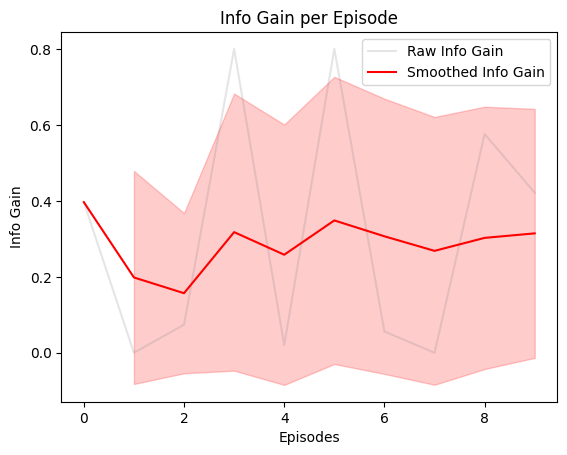 Info Gain per Episode
Raw Info Gain
Smoothed Info Gain
Info Gain
0.8
0.6
0.4
0.2
0.0
0 2 4 6 8
Episodes